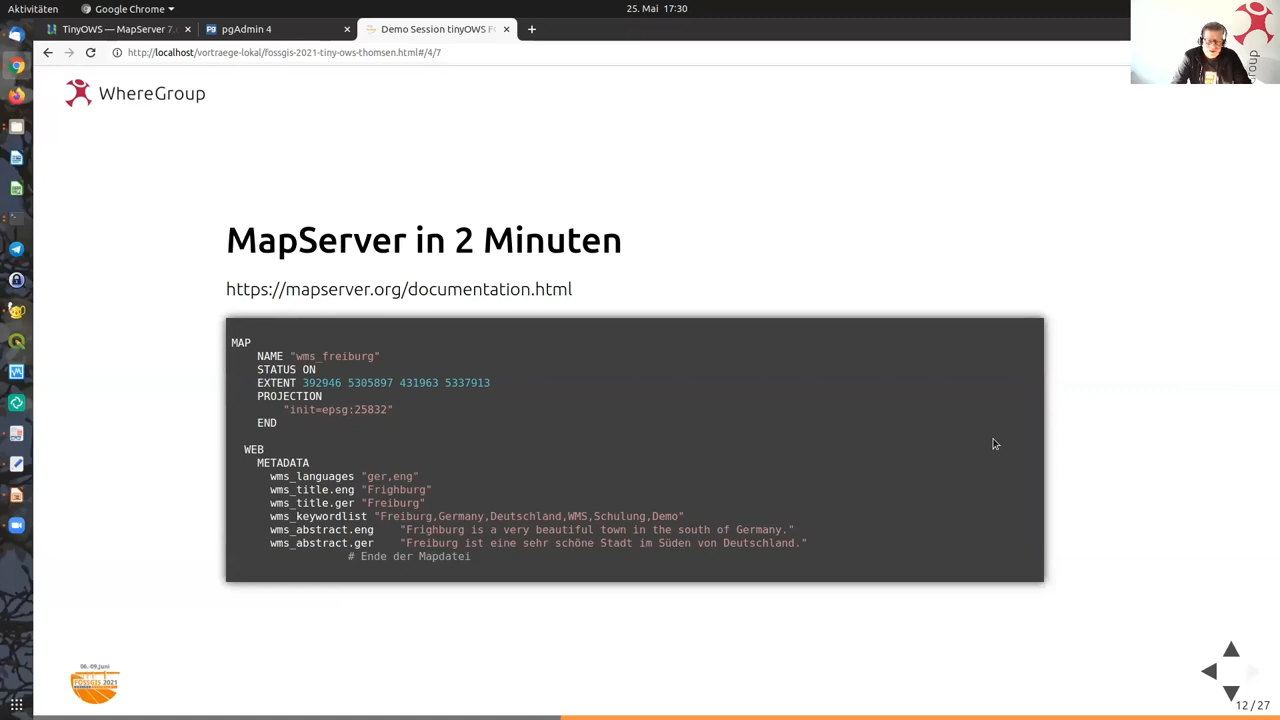 Aktivitäten
Google Chrome
25. Mai 17:30
TinyOWS — MapServer 7.
pgAdmin 4
Demo Session tinyOWS F
http://localhost/vortraege-lokal/fossgis-2021-tiny-ows-thomsen.html#/4/7
WhereGroup
MapServer in 2 Minuten
https://mapserver.org/documentation.html
MAP
NAME "wms_freiburg"
STATUS ON
EXTENT 392946 5305897 431963 5337913
PROJECTION
"init=epsg:25832"
END
WEB
METADATA
wms_languages "ger,eng"
wms_title.eng "Frighburg"
wms_title.ger "Freiburg"
wms_keywordlist "Freiburg,Germany,Deutschland,WMS,Schulung,Demo"
wms_abstract.eng "Frighburg is a very beautiful town in the south of Germany."
wms_abstract.ger "Freiburg ist eine sehr schöne Stadt im Süden von Deutschland."
# Ende der Mapdatei
06.-09.Juni
FOSSGIS 2021
12 / 27